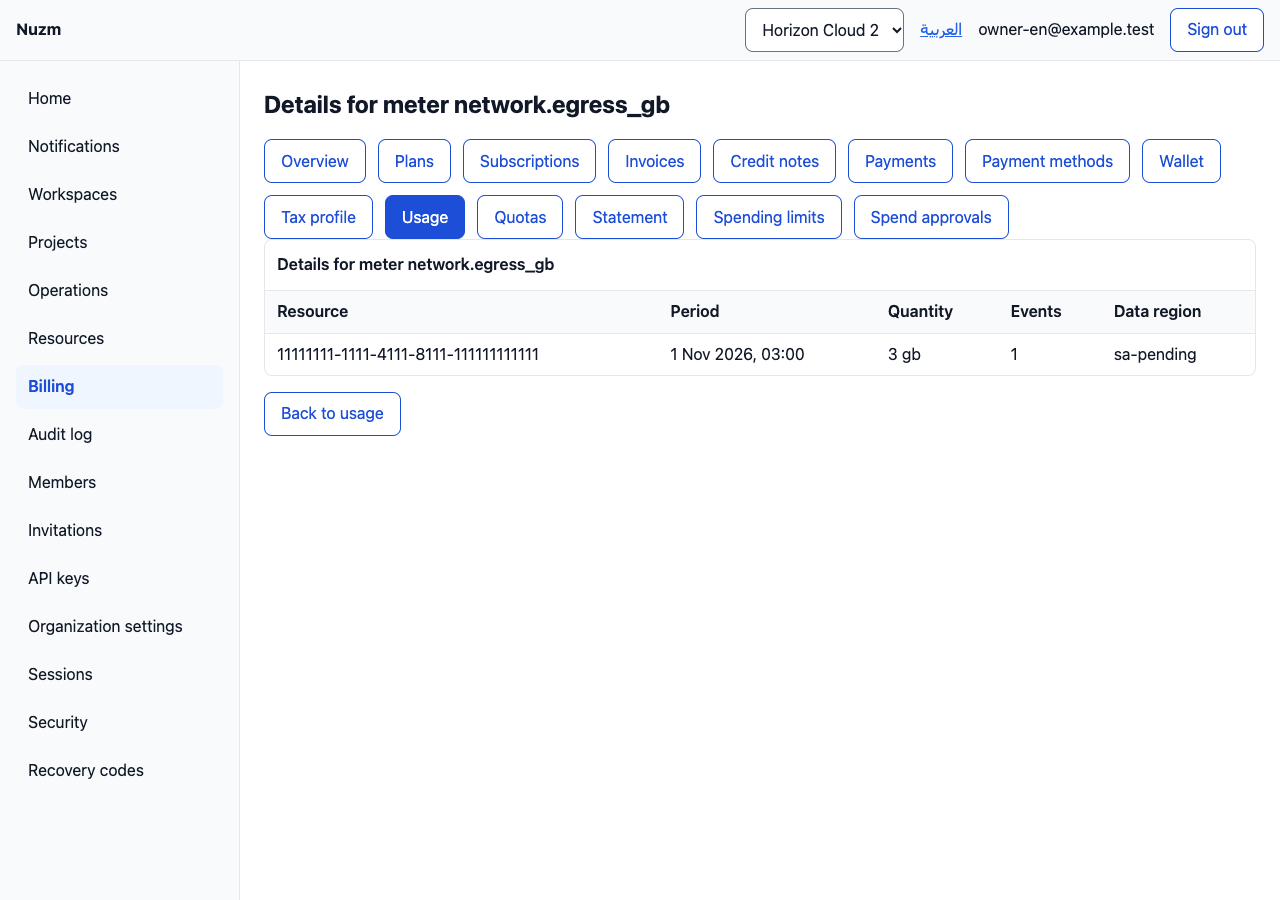 Nuzm
Horizon Cloud 2
العربية
owner-en@example.test
Sign out
Home
Notifications
Workspaces
Projects
Operations
Resources
Billing
Audit log
Members
Invitations
API keys
Organization settings
Sessions
Security
Recovery codes
Details for meter network.egress_gb
Overview Plans Subscriptions Invoices Credit notes Payments Payment methods Wallet
Tax profile Usage Quotas Statement Spending limits Spend approvals
Details for meter network.egress_gb
Resource Period Quantity Events Data region
11111111-1111-4111-8111-111111111111 1 Nov 2026, 03:00 3 gb 1 sa-pending
Back to usage